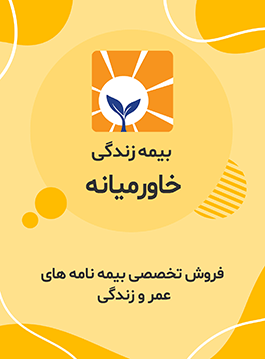 بیمه زندگی
خاورمیانه
فروش تخصصی بیمه نامه های
عمر و زندگی